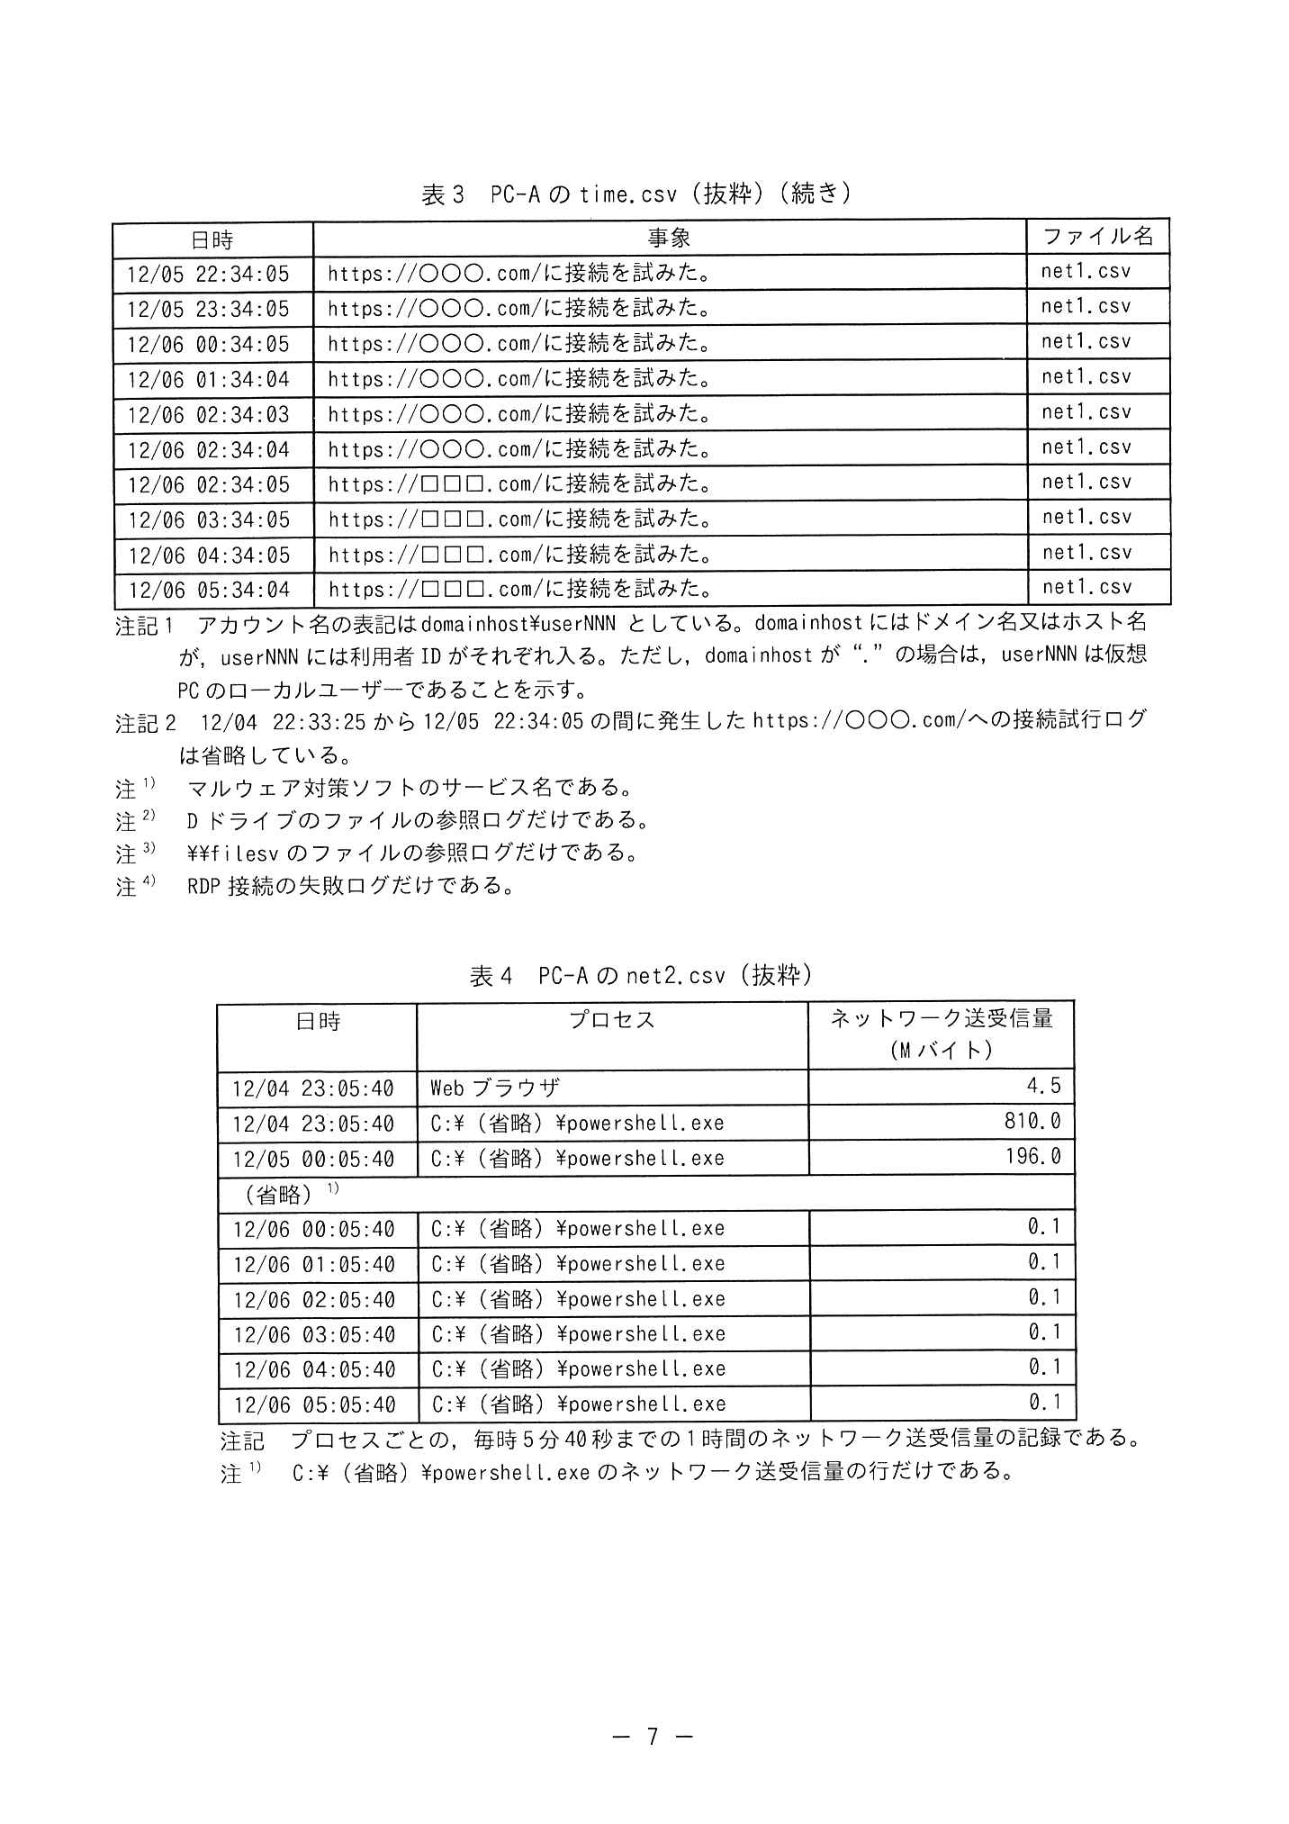 表3 PC-A の time.csv（抜粋）（続き）
日時 事象 ファイル名
12/05 22:34:05 https://○○○.com/に接続を試みた。 net1.csv
12/05 23:34:05 https://○○○.com/に接続を試みた。 net1.csv
12/06 00:34:05 https://○○○.com/に接続を試みた。 net1.csv
12/06 01:34:04 https://○○○.com/に接続を試みた。 net1.csv
12/06 02:34:03 https://○○○.com/に接続を試みた。 net1.csv
12/06 02:34:04 https://○○○.com/に接続を試みた。 net1.csv
12/06 02:34:05 https://□□□.com/に接続を試みた。 net1.csv
12/06 03:34:05 https://□□□.com/に接続を試みた。 net1.csv
12/06 04:34:05 https://□□□.com/に接続を試みた。 net1.csv
12/06 05:34:04 https://□□□.com/に接続を試みた。 net1.csv
注記1 アカウント名の表記はdomainhost¥userNNN としている。domainhost にはドメイン名又はホスト名
が，userNNN には利用者 ID がそれぞれ入る。ただし，domainhost が “.” の場合は，userNNN は仮想
PC のローカルユーザーであることを示す。
注記2 12/04 22:33:25 から 12/05 22:34:05 の間に発生した https://○○○.com/への接続試行ログ
は省略している。
注1) マルウェア対策ソフトのサービス名である。
注2) D ドライブのファイルの参照ログだけである。
注3) ¥¥filesv のファイルの参照ログだけである。
注4) RDP 接続の失敗ログだけである。
表4 PC-A の net2.csv（抜粋）
日時 プロセス ネットワーク送受信量
（M バイト）
12/04 23:05:40 Web ブラウザ 4.5
12/04 23:05:40 C:¥（省略）¥powershell.exe 810.0
12/05 00:05:40 C:¥（省略）¥powershell.exe 196.0
（省略）1)
12/06 00:05:40 C:¥（省略）¥powershell.exe 0.1
12/06 01:05:40 C:¥（省略）¥powershell.exe 0.1
12/06 02:05:40 C:¥（省略）¥powershell.exe 0.1
12/06 03:05:40 C:¥（省略）¥powershell.exe 0.1
12/06 04:05:40 C:¥（省略）¥powershell.exe 0.1
12/06 05:05:40 C:¥（省略）¥powershell.exe 0.1
注記 プロセスごとの，毎時5分40秒までの1時間のネットワーク送受信量の記録である。
注1) C:¥（省略）¥powershell.exe のネットワーク送受信量の行だけである。
－ 7 －